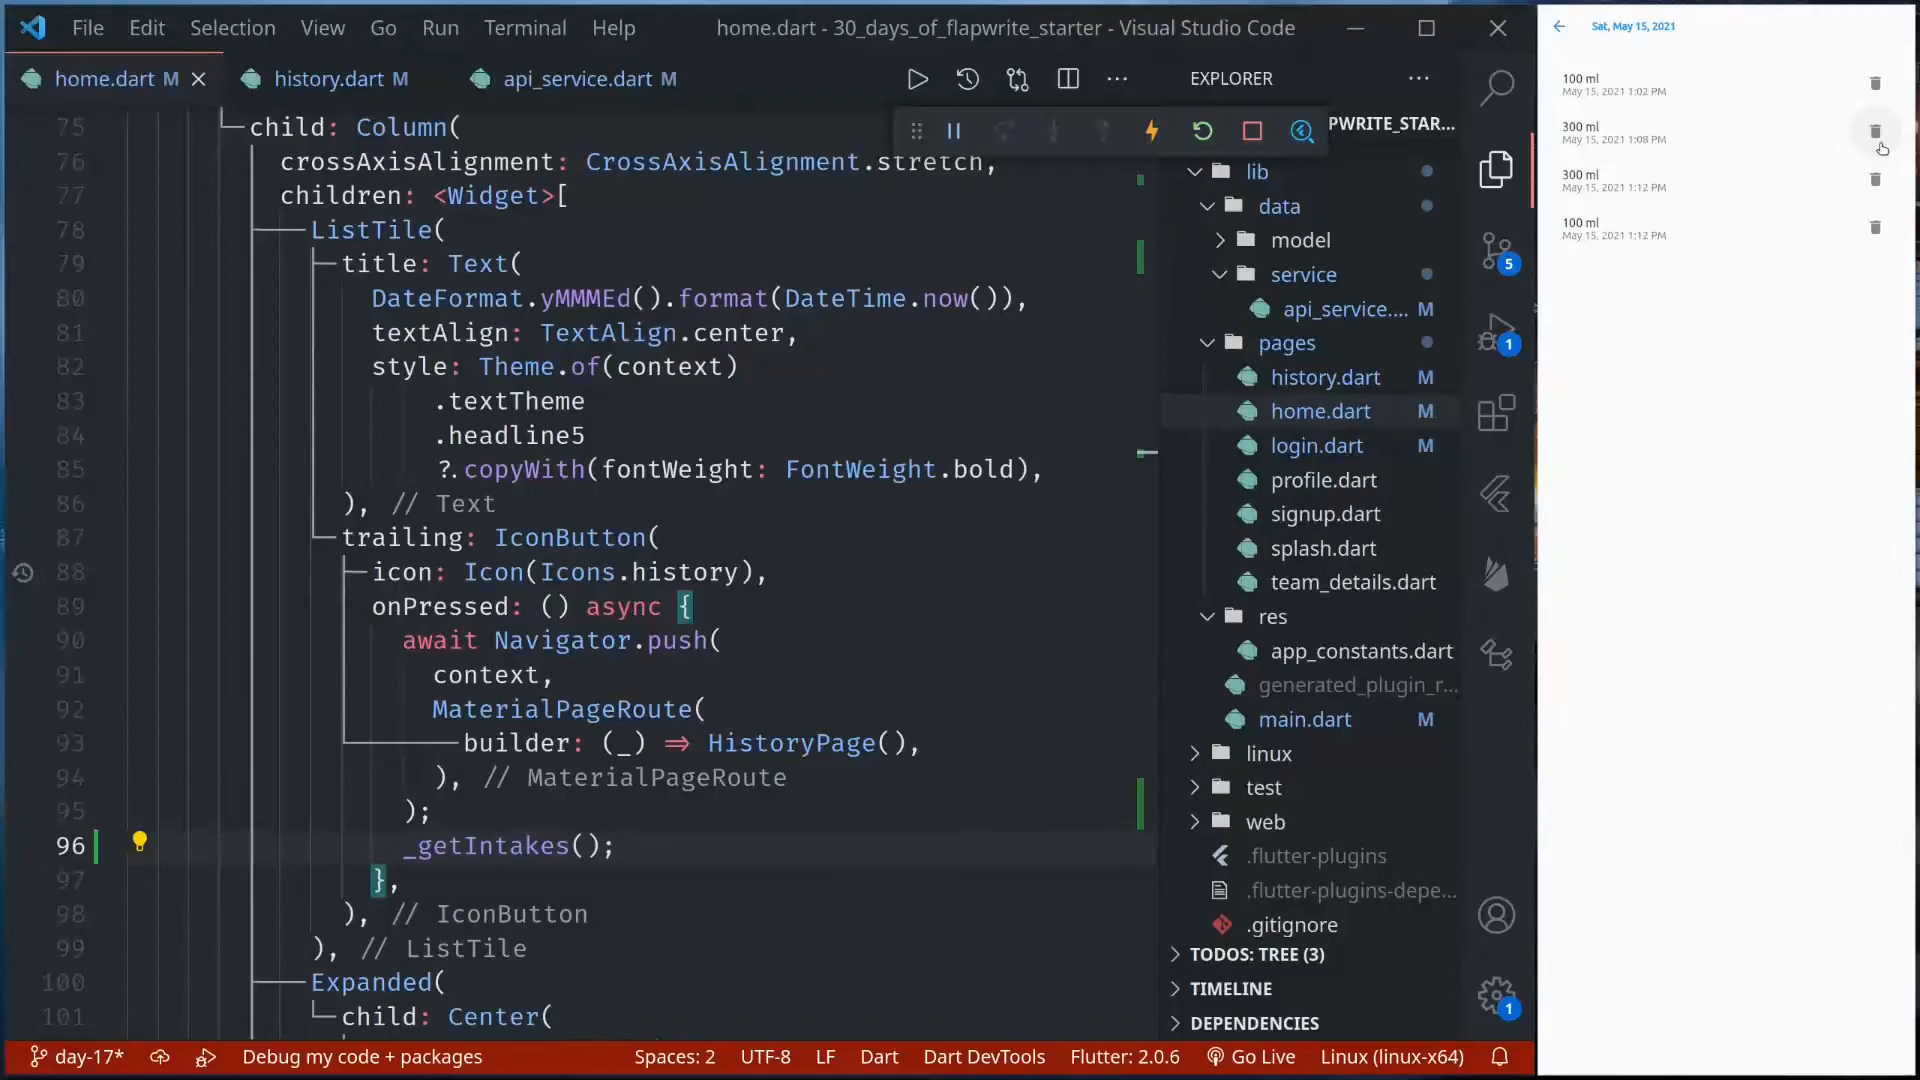 File Edit Selection View Go Run Terminal Help home.dart - 30_days_of_flapwrite_starter - Visual Studio Code
home.dart M history.dart M api_service.dart M
75 child: Column(
76 crossAxisAlignment: CrossAxisAlignment.stretch,
77 children: <Widget>[
78 ListTile(
79 title: Text(
80 DateFormat.yMMMEd().format(DateTime.now()),
81 textAlign: TextAlign.center,
82 style: Theme.of(context)
83 .textTheme
84 .headline5
85 ?.copyWith(fontWeight: FontWeight.bold),
86 ), // Text
87 trailing: IconButton(
88 icon: Icon(Icons.history),
89 onPressed: () async {
90 await Navigator.push(
91 context,
92 MaterialPageRoute(
93 builder: (_) => HistoryPage(),
94 ), // MaterialPageRoute
95 );
96 _getIntakes();
97 },
98 ), // IconButton
99 ), // ListTile
100 Expanded(
101 child: Center(
EXPLORER
PWRITE_STAR...
lib
data
model
service
api_service.... M
pages
history.dart M
home.dart M
login.dart M
profile.dart
signup.dart
splash.dart
team_details.dart
res
app_constants.dart
generated_plugin_r...
main.dart M
linux
test
web
.flutter-plugins
.flutter-plugins-depe...
.gitignore
TODOS: TREE (3)
TIMELINE
DEPENDENCIES
5
1
1
day-17* Debug my code + packages Spaces: 2 UTF-8 LF Dart Dart DevTools Flutter: 2.0.6 Go Live Linux (linux-x64)
Sat, May 15, 2021
100 ml
May 15, 2021 1:02 PM
300 ml
May 15, 2021 1:08 PM
300 ml
May 15, 2021 1:12 PM
100 ml
May 15, 2021 1:12 PM